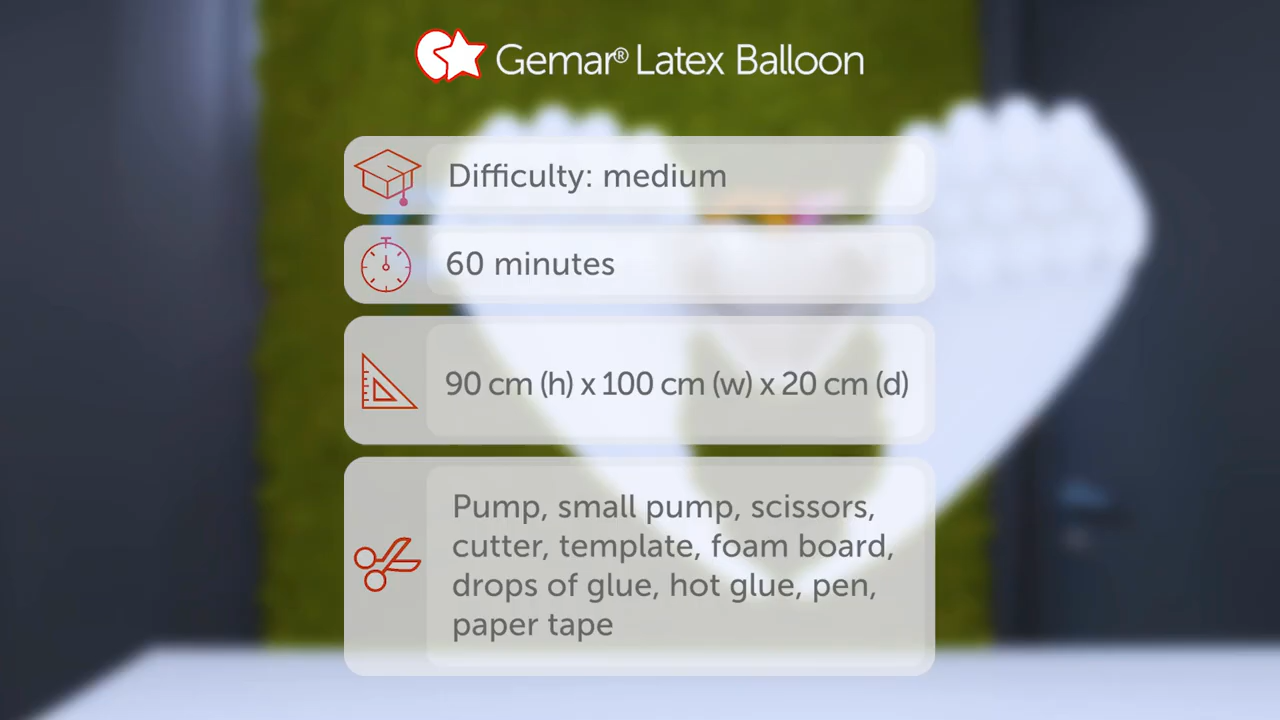 Gemar® Latex Balloon
Difficulty: medium
60 minutes
90 cm (h) x 100 cm (w) x 20 cm (d)
Pump, small pump, scissors,
cutter, template, foam board,
drops of glue, hot glue, pen,
paper tape